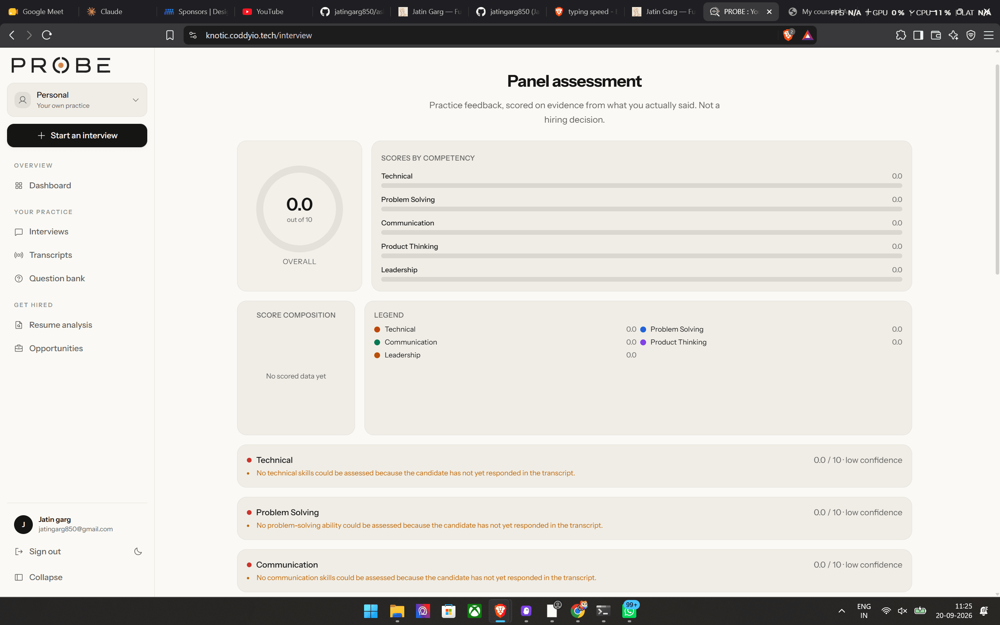 Google Meet
Claude
Sponsors | Desi
YouTube
jatingarg850/as
Jatin Garg — Fu
jatingarg850 (Ja
typing speed -
Jatin Garg — Fu
PROBE : Yo
My course
FPS N/A
GPU 0 %
CPU 11 %
LAT N/A
knotic.coddyio.tech/interview
2
PROBE
Personal
Your own practice
Start an interview
OVERVIEW
Dashboard
YOUR PRACTICE
Interviews
Transcripts
Question bank
GET HIRED
Resume analysis
Opportunities
J
Jatin garg
jatingarg850@gmail.com
Sign out
Collapse
Panel assessment
Practice feedback, scored on evidence from what you actually said. Not a
hiring decision.
0.0
out of 10
OVERALL
SCORES BY COMPETENCY
Technical 0.0
Problem Solving 0.0
Communication 0.0
Product Thinking 0.0
Leadership 0.0
SCORE COMPOSITION
No scored data yet
LEGEND
Technical 0.0 Problem Solving 0.0
Communication 0.0 Product Thinking 0.0
Leadership 0.0
Technical 0.0 / 10 · low confidence
No technical skills could be assessed because the candidate has not yet responded in the transcript.
Problem Solving 0.0 / 10 · low confidence
No problem-solving ability could be assessed because the candidate has not yet responded in the transcript.
Communication 0.0 / 10 · low confidence
No communication skills could be assessed because the candidate has not yet responded in the transcript.
99+
ENG
IN
11:25
20-09-2026